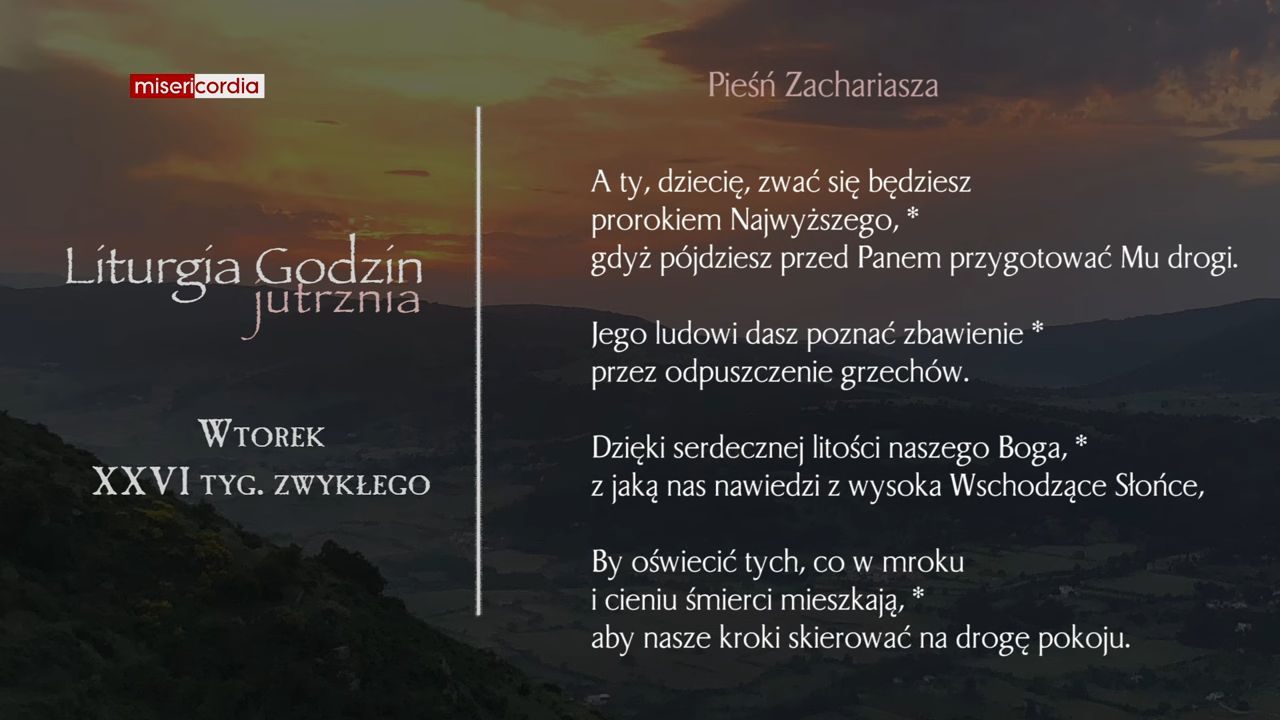 misericordia
Liturgia Godzin
jutrznia
Wtorek
XXVI tyg. zwykłego
Pieśń Zachariasza
A ty, dziecię, zwać się będziesz
prorokiem Najwyższego, *
gdyż pójdziesz przed Panem przygotować Mu drogi.
Jego ludowi dasz poznać zbawienie *
przez odpuszczenie grzechów.
Dzięki serdecznej litości naszego Boga, *
z jaką nas nawiedzi z wysoka Wschodzące Słońce,
By oświecić tych, co w mroku
i cieniu śmierci mieszkają, *
aby nasze kroki skierować na drogę pokoju.